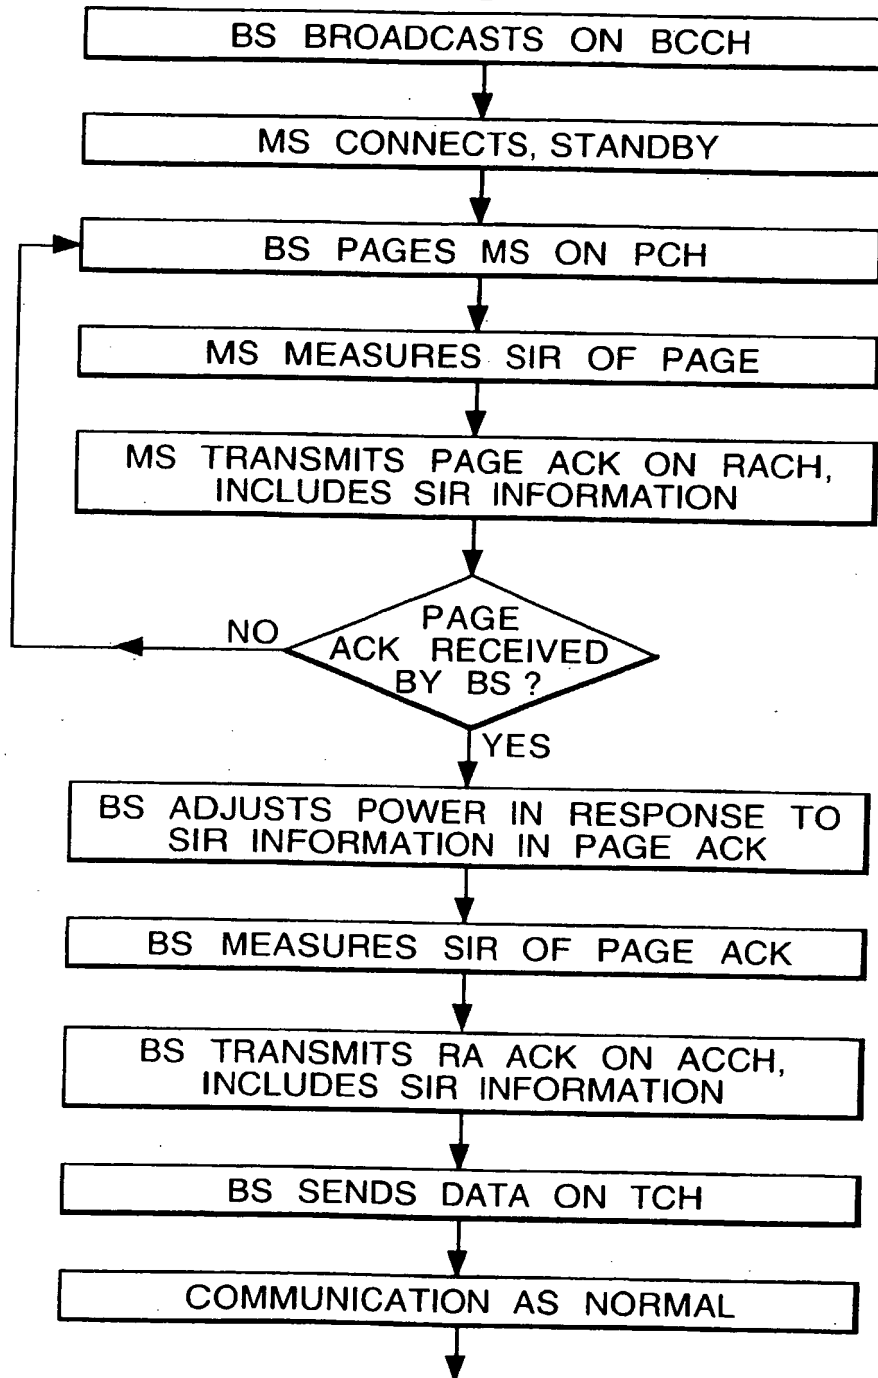 BS BROADCASTS ON BCCH
MS CONNECTS, STANDBY
BS PAGES MS ON PCH
MS MEASURES SIR OF PAGE
MS TRANSMITS PAGE ACK ON RACH,
INCLUDES SIR INFORMATION
PAGE
ACK RECEIVED
BY BS ?
NO
YES
BS ADJUSTS POWER IN RESPONSE TO
SIR INFORMATION IN PAGE ACK
BS MEASURES SIR OF PAGE ACK
BS TRANSMITS RA ACK ON ACCH,
INCLUDES SIR INFORMATION
BS SENDS DATA ON TCH
COMMUNICATION AS NORMAL